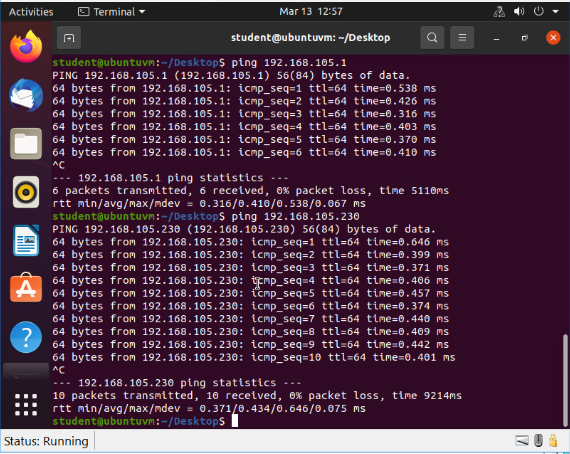 Activities
Terminal
Mar 13 12:57
student@ubuntuvm: ~/Desktop
student@ubuntuvm:~/Desktop$ ping 192.168.105.1
PING 192.168.105.1 (192.168.105.1) 56(84) bytes of data.
64 bytes from 192.168.105.1: icmp_seq=1 ttl=64 time=0.538 ms
64 bytes from 192.168.105.1: icmp_seq=2 ttl=64 time=0.426 ms
64 bytes from 192.168.105.1: icmp_seq=3 ttl=64 time=0.316 ms
64 bytes from 192.168.105.1: icmp_seq=4 ttl=64 time=0.403 ms
64 bytes from 192.168.105.1: icmp_seq=5 ttl=64 time=0.370 ms
64 bytes from 192.168.105.1: icmp_seq=6 ttl=64 time=0.410 ms
^C
--- 192.168.105.1 ping statistics ---
6 packets transmitted, 6 received, 0% packet loss, time 5110ms
rtt min/avg/max/mdev = 0.316/0.410/0.538/0.067 ms
student@ubuntuvm:~/Desktop$ ping 192.168.105.230
PING 192.168.105.230 (192.168.105.230) 56(84) bytes of data.
64 bytes from 192.168.105.230: icmp_seq=1 ttl=64 time=0.646 ms
64 bytes from 192.168.105.230: icmp_seq=2 ttl=64 time=0.399 ms
64 bytes from 192.168.105.230: icmp_seq=3 ttl=64 time=0.371 ms
64 bytes from 192.168.105.230: icmp_seq=4 ttl=64 time=0.406 ms
64 bytes from 192.168.105.230: icmp_seq=5 ttl=64 time=0.457 ms
64 bytes from 192.168.105.230: icmp_seq=6 ttl=64 time=0.374 ms
64 bytes from 192.168.105.230: icmp_seq=7 ttl=64 time=0.440 ms
64 bytes from 192.168.105.230: icmp_seq=8 ttl=64 time=0.409 ms
64 bytes from 192.168.105.230: icmp_seq=9 ttl=64 time=0.442 ms
64 bytes from 192.168.105.230: icmp_seq=10 ttl=64 time=0.401 ms
^C
--- 192.168.105.230 ping statistics ---
10 packets transmitted, 10 received, 0% packet loss, time 9214ms
rtt min/avg/max/mdev = 0.371/0.434/0.646/0.075 ms
student@ubuntuvm:~/Desktop$
Status: Running